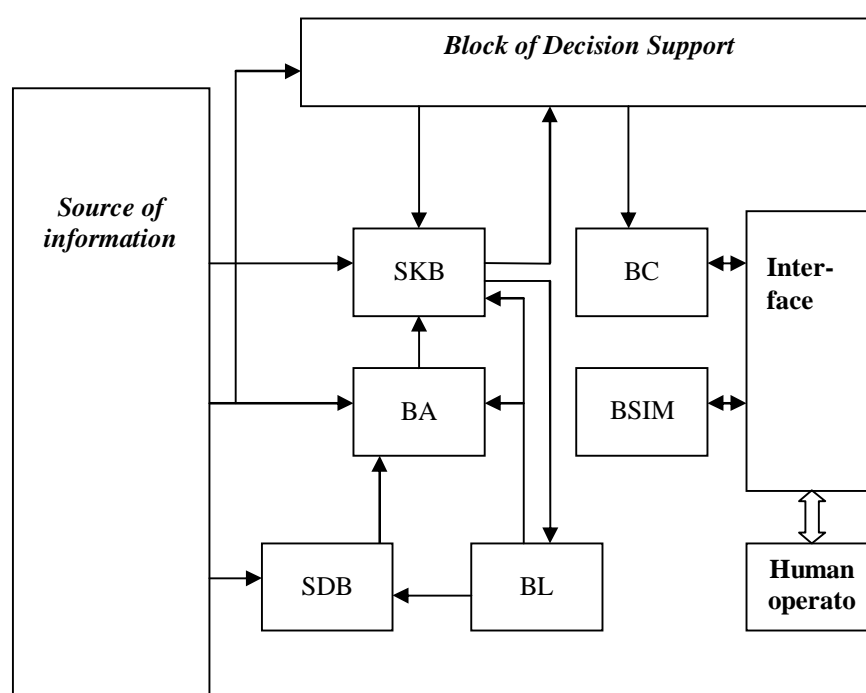 Block of Decision Support
Source of
information
SKB
BC
Inter-
face
BA
BSIM
SDB
BL
Human
operato